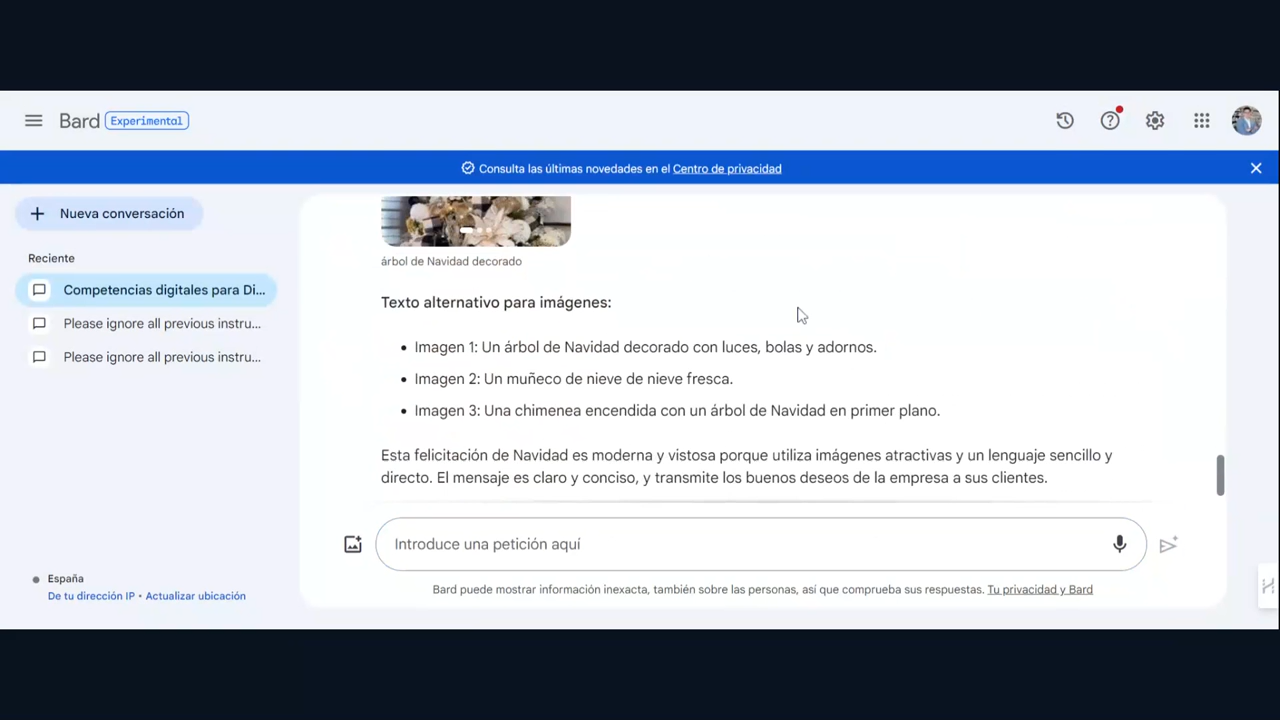 Bard Experimental
Consulta las últimas novedades en el Centro de privacidad
Nueva conversación
Reciente
Competencias digitales para Di...
Please ignore all previous instru...
Please ignore all previous instru...
árbol de Navidad decorado
Texto alternativo para imágenes:
• Imagen 1: Un árbol de Navidad decorado con luces, bolas y adornos.
• Imagen 2: Un muñeco de nieve de nieve fresca.
• Imagen 3: Una chimenea encendida con un árbol de Navidad en primer plano.
Esta felicitación de Navidad es moderna y vistosa porque utiliza imágenes atractivas y un lenguaje sencillo y
directo. El mensaje es claro y conciso, y transmite los buenos deseos de la empresa a sus clientes.
Introduce una petición aquí
España
De tu dirección IP • Actualizar ubicación
Bard puede mostrar información inexacta, también sobre las personas, así que comprueba sus respuestas. Tu privacidad y Bard